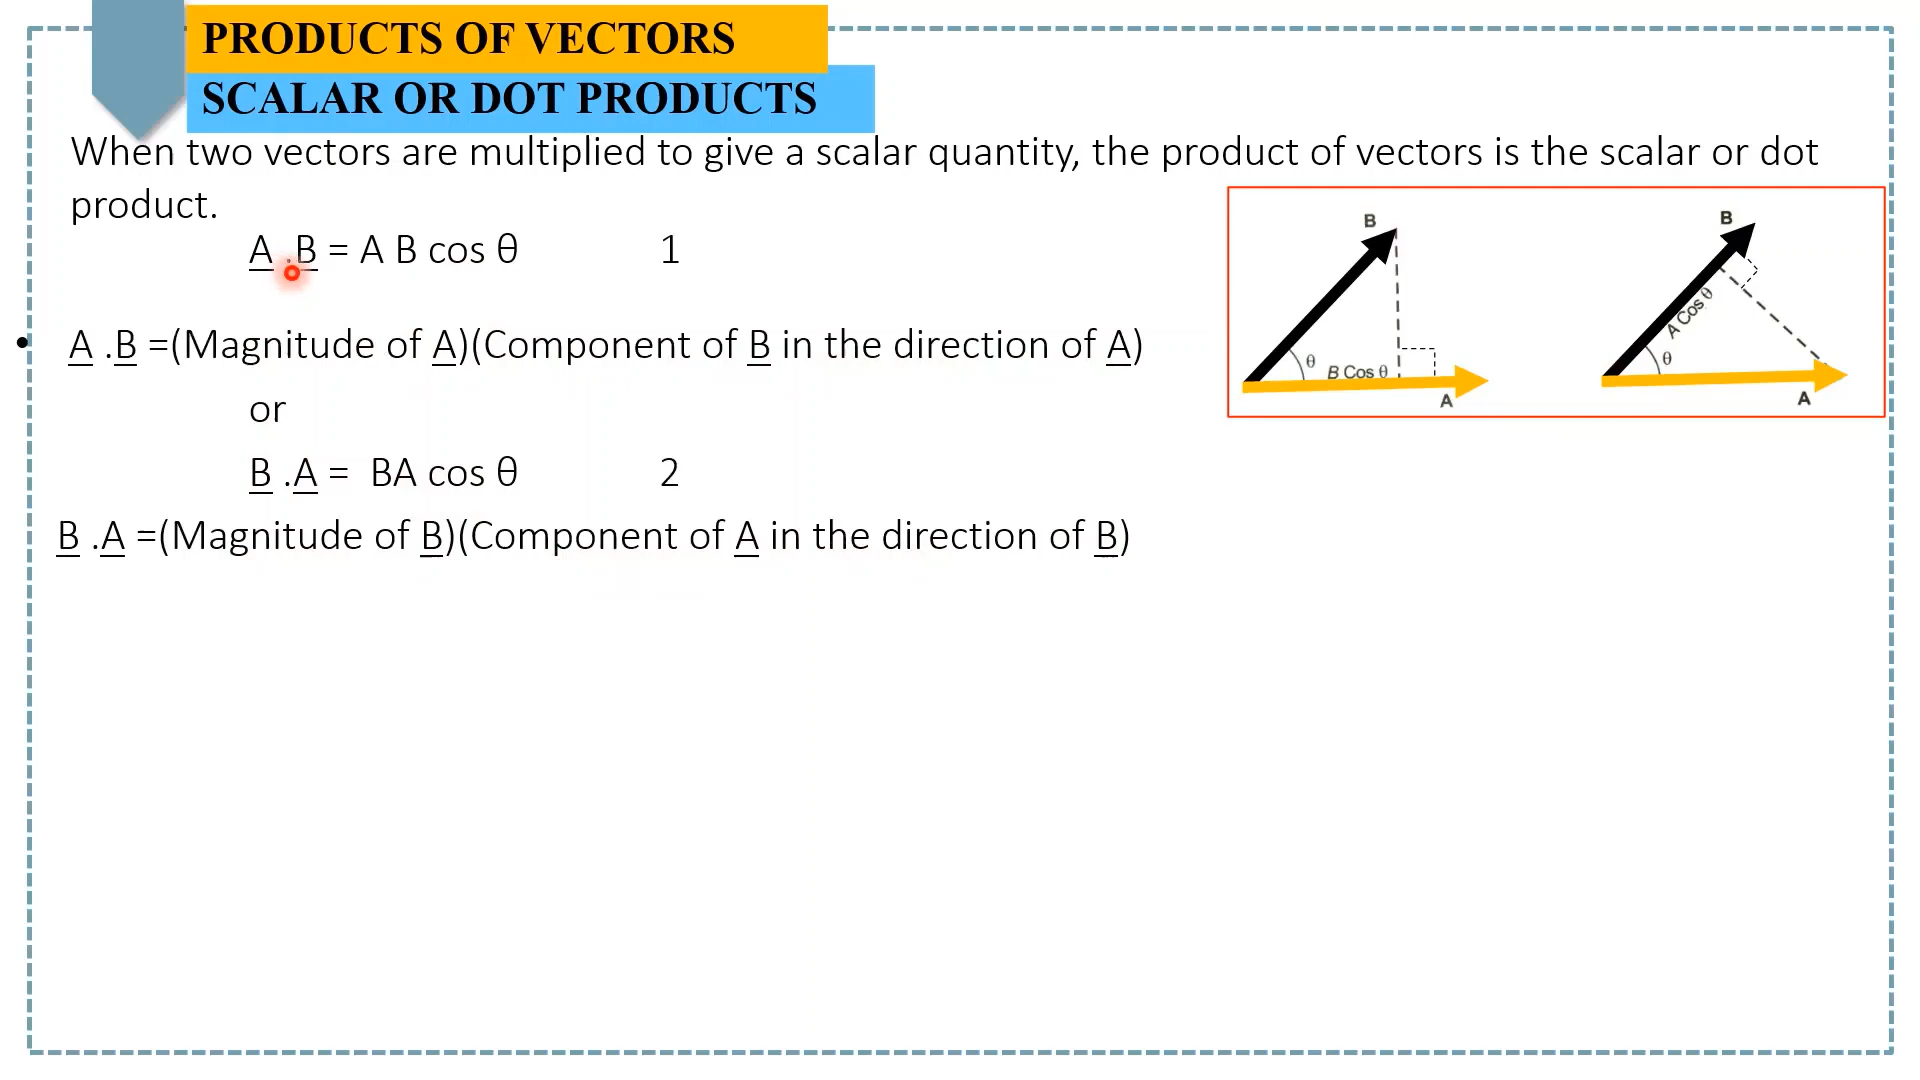 PRODUCTS OF VECTORS
SCALAR OR DOT PRODUCTS
When two vectors are multiplied to give a scalar quantity, the product of vectors is the scalar or dot
product.
A .B = A B cos θ 1
• A .B =(Magnitude of A)(Component of B in the direction of A)
or
B .A = BA cos θ 2
B .A =(Magnitude of B)(Component of A in the direction of B)
B
θ
B Cos θ
A
B
A Cos θ
θ
A